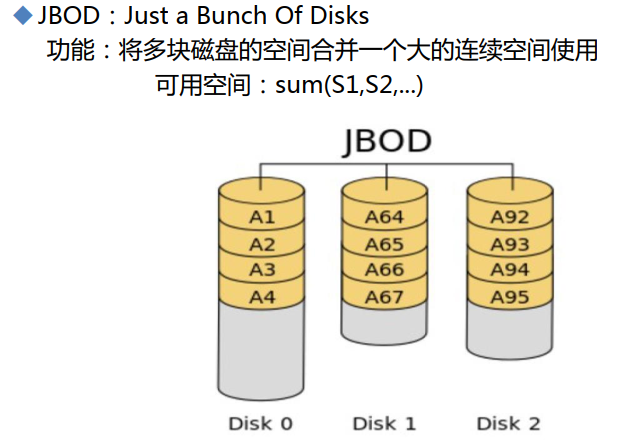 ◆ JBOD：Just a Bunch Of Disks
功能：将多块磁盘的空间合并一个大的连续空间使用
可用空间：sum(S1,S2,...)
JBOD
A1 A64 A92
A2 A65 A93
A3 A66 A94
A4 A67 A95
Disk 0 Disk 1 Disk 2